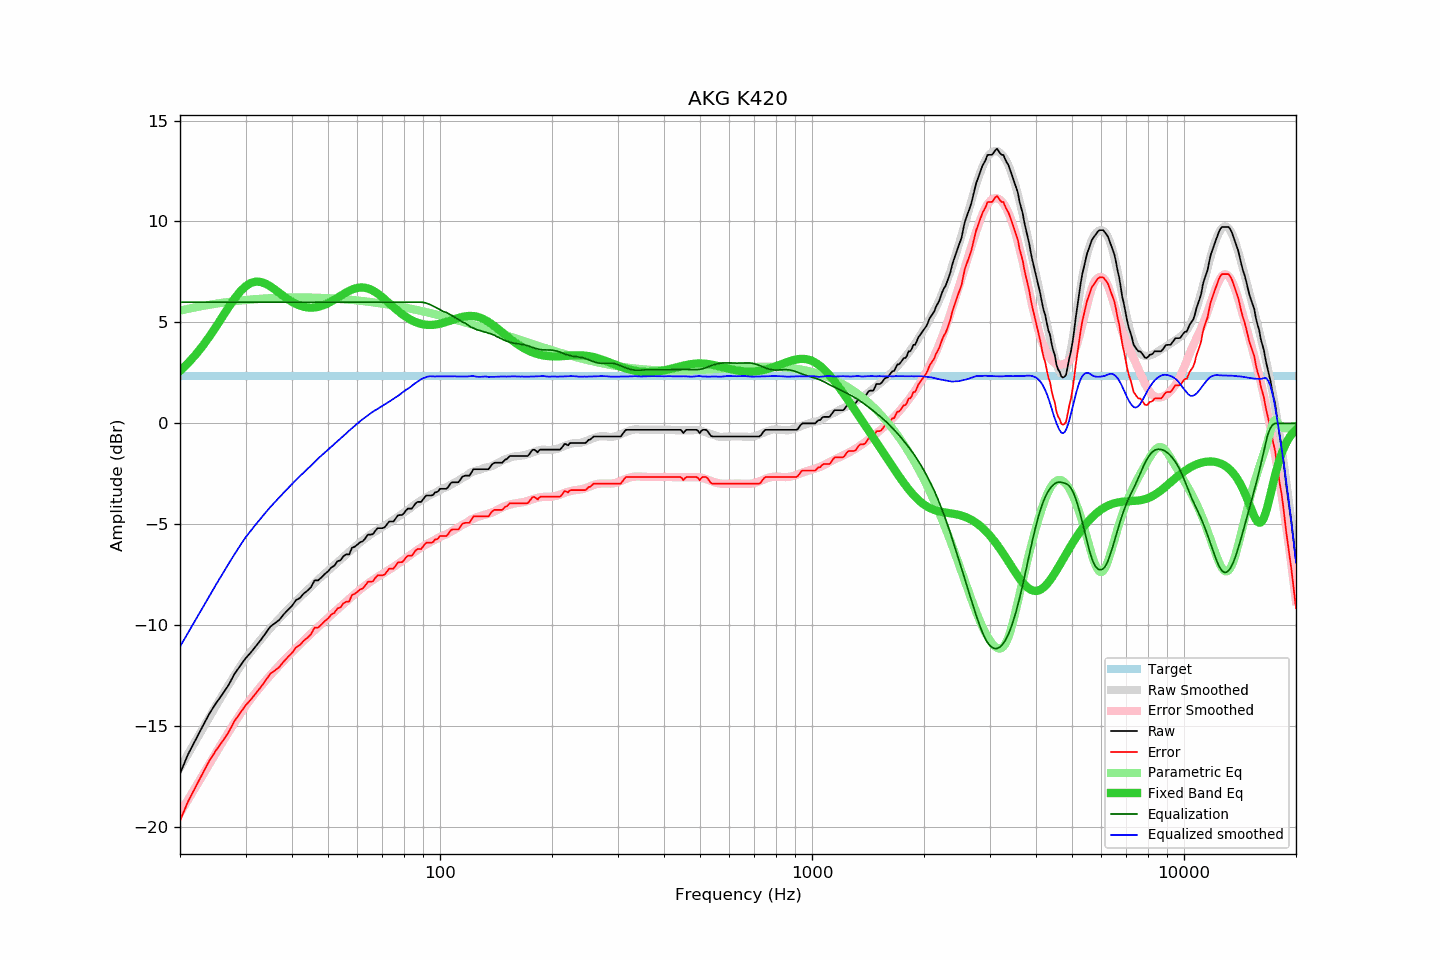 AKG K420
15
10
5
0
−5
−10
−15
−20
Amplitude (dBr)
100
1000
10000
Frequency (Hz)
Target
Raw Smoothed
Error Smoothed
Raw
Error
Parametric Eq
Fixed Band Eq
Equalization
Equalized smoothed